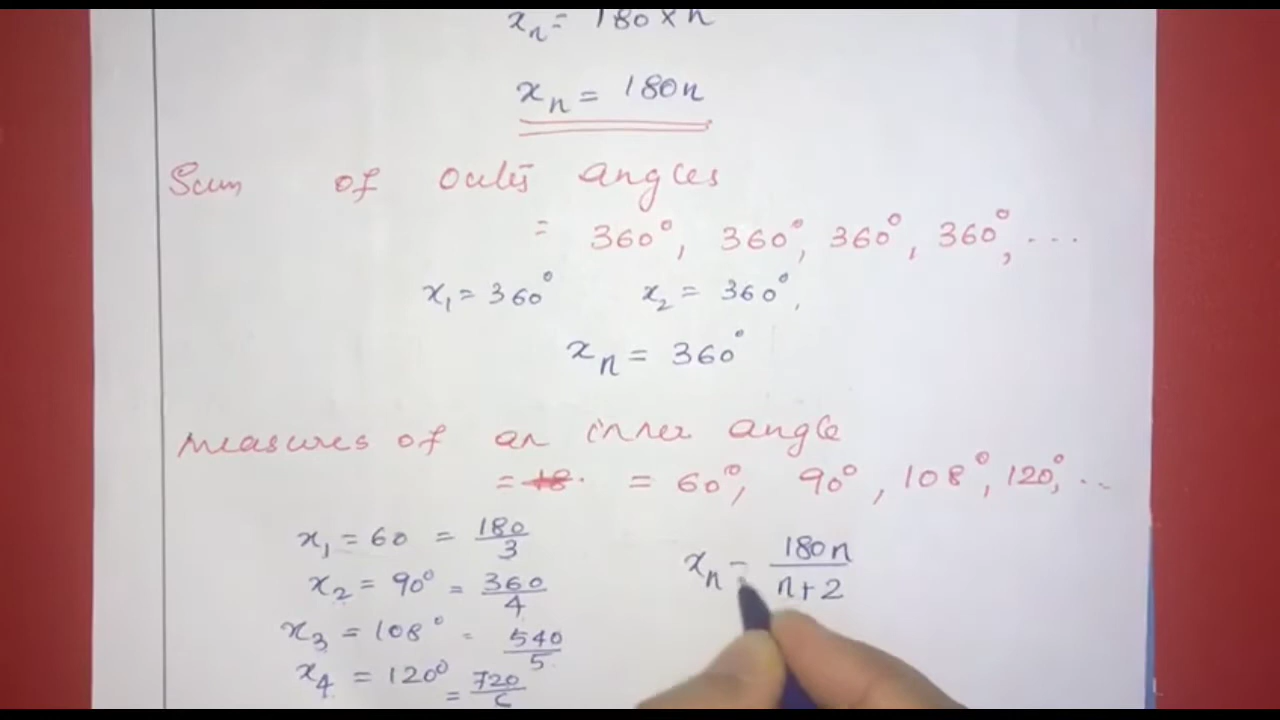 xₙ = 180 × n
xₙ = 180n
Sum of outer angles
= 360°, 360°, 360°, 360°, ...
x₁ = 360° x₂ = 360°,
xₙ = 360°
Measures of an inner angle
= 18. = 60°, 90°, 108°, 120°, ...
x₁ = 60 = 180/3
x₂ = 90° = 360/4
x₃ = 108° = 540/5
x₄ = 120° = 720/6
xₙ = 180n/n+2